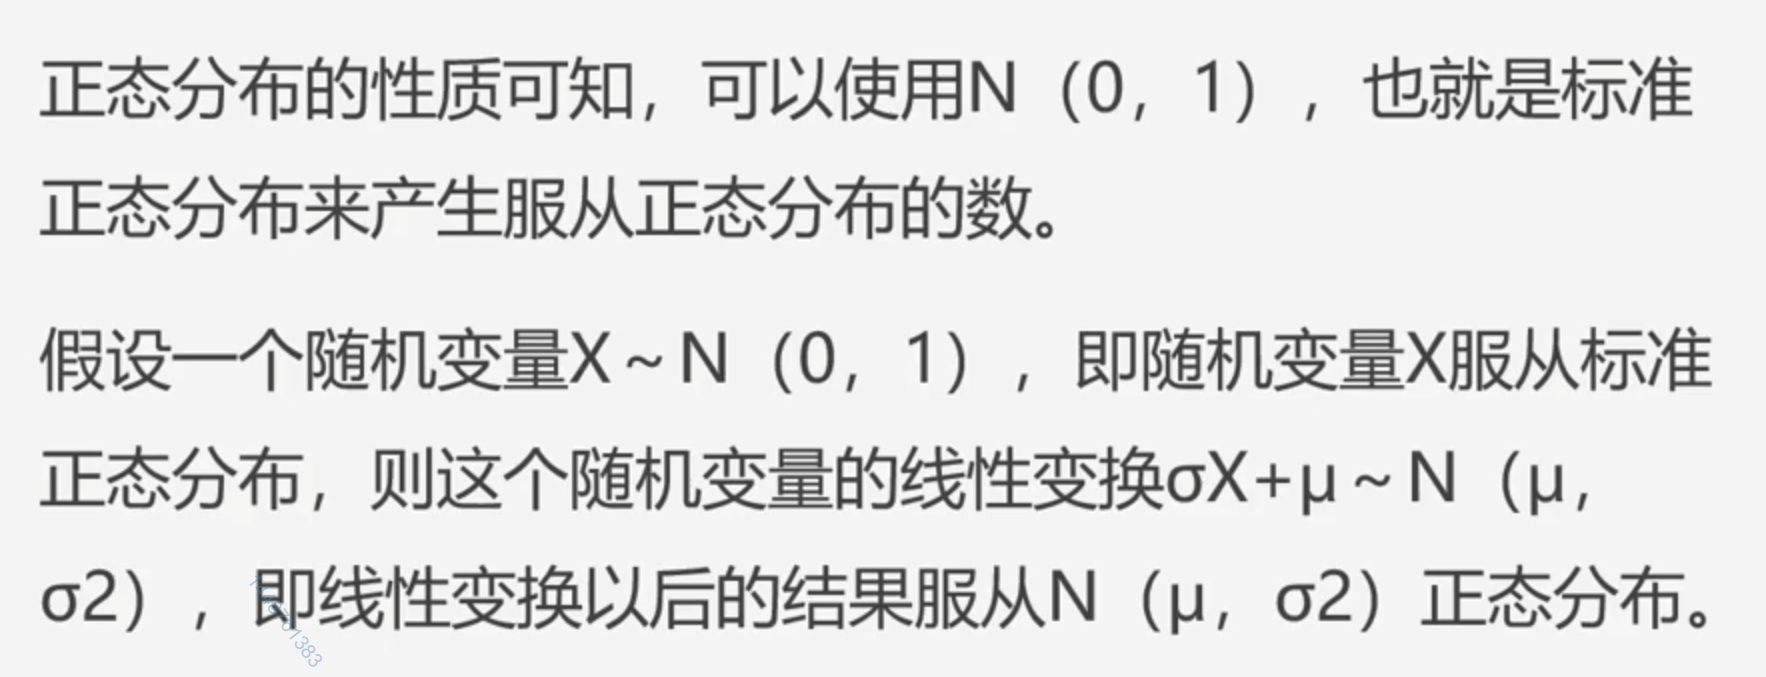 正态分布的性质可知，可以使用N（0，1），也就是标准
正态分布来产生服从正态分布的数。
假设一个随机变量X～N（0，1），即随机变量X服从标准
正态分布，则这个随机变量的线性变换σX+μ～N（μ，
σ2），即线性变换以后的结果服从N（μ，σ2）正态分布。